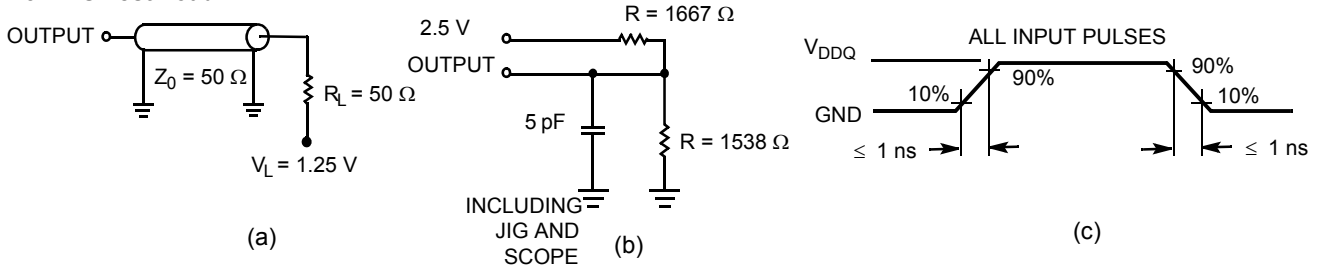 OUTPUT
Z0 = 50 Ω
RL = 50 Ω
VL = 1.25 V
(a)
R = 1667 Ω
2.5 V
OUTPUT
5 pF
R = 1538 Ω
INCLUDING
JIG AND
SCOPE
(b)
ALL INPUT PULSES
VDDQ
GND
10%
90%
90%
10%
≤ 1 ns
≤ 1 ns
(c)